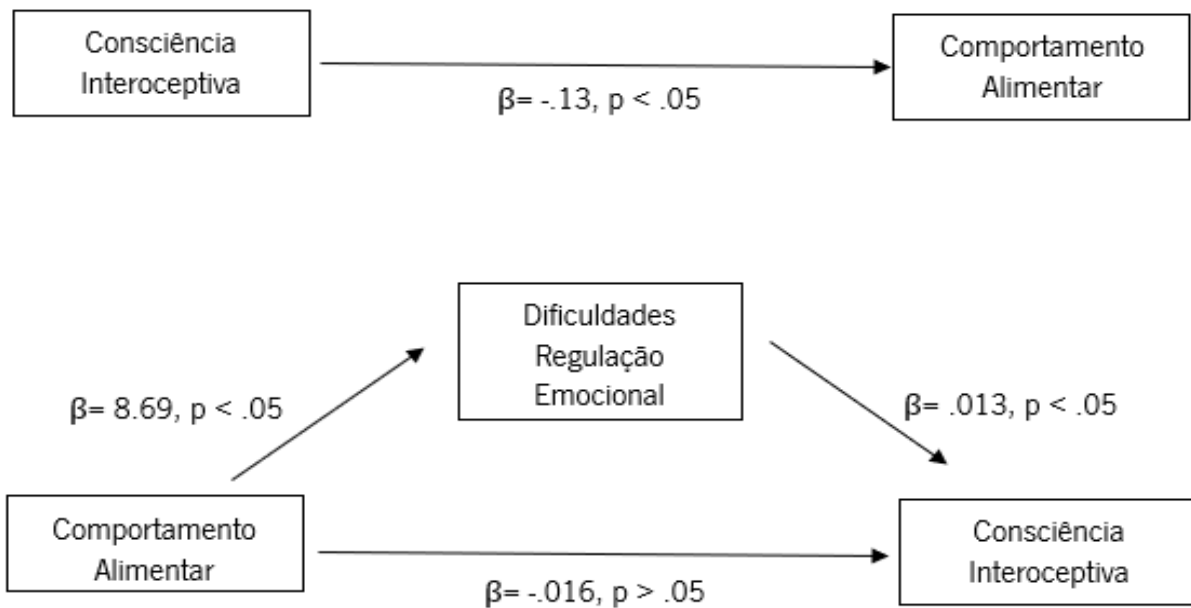 Consciência
Interoceptiva
Comportamento
Alimentar
β= -.13, p < .05
Dificuldades
Regulação
Emocional
β= 8.69, p < .05
β= .013, p < .05
Comportamento
Alimentar
Consciência
Interoceptiva
β= -.016, p > .05